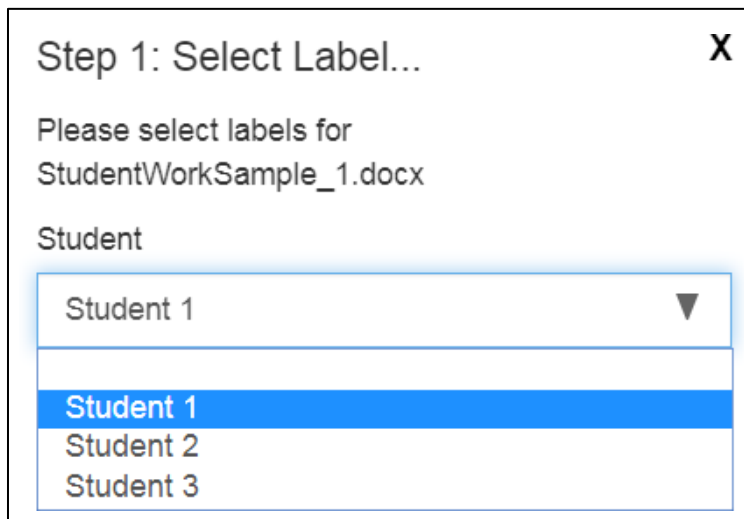 Step 1: Select Label... X
Please select labels for
StudentWorkSample_1.docx
Student
Student 1
Student 1
Student 2
Student 3